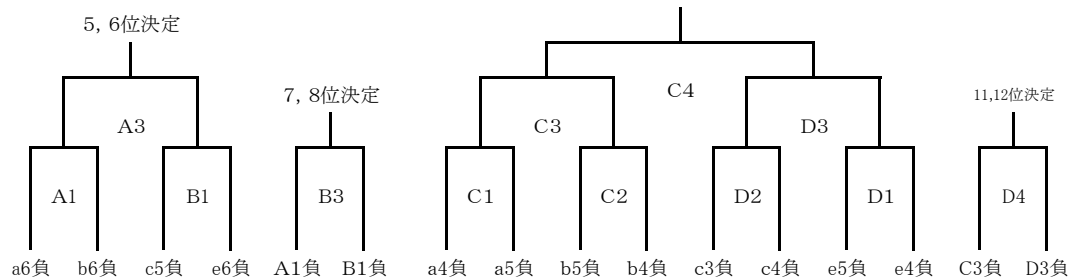 5, 6位決定
7, 8位決定
C4
11,12位決定
A3
C3
D3
A1
B1
B3
C1
C2
D2
D1
D4
a6負 b6負 c5負 e6負 A1負 B1負 a4負 a5負 b5負 b4負 c3負 c4負 e5負 e4負 C3負 D3負